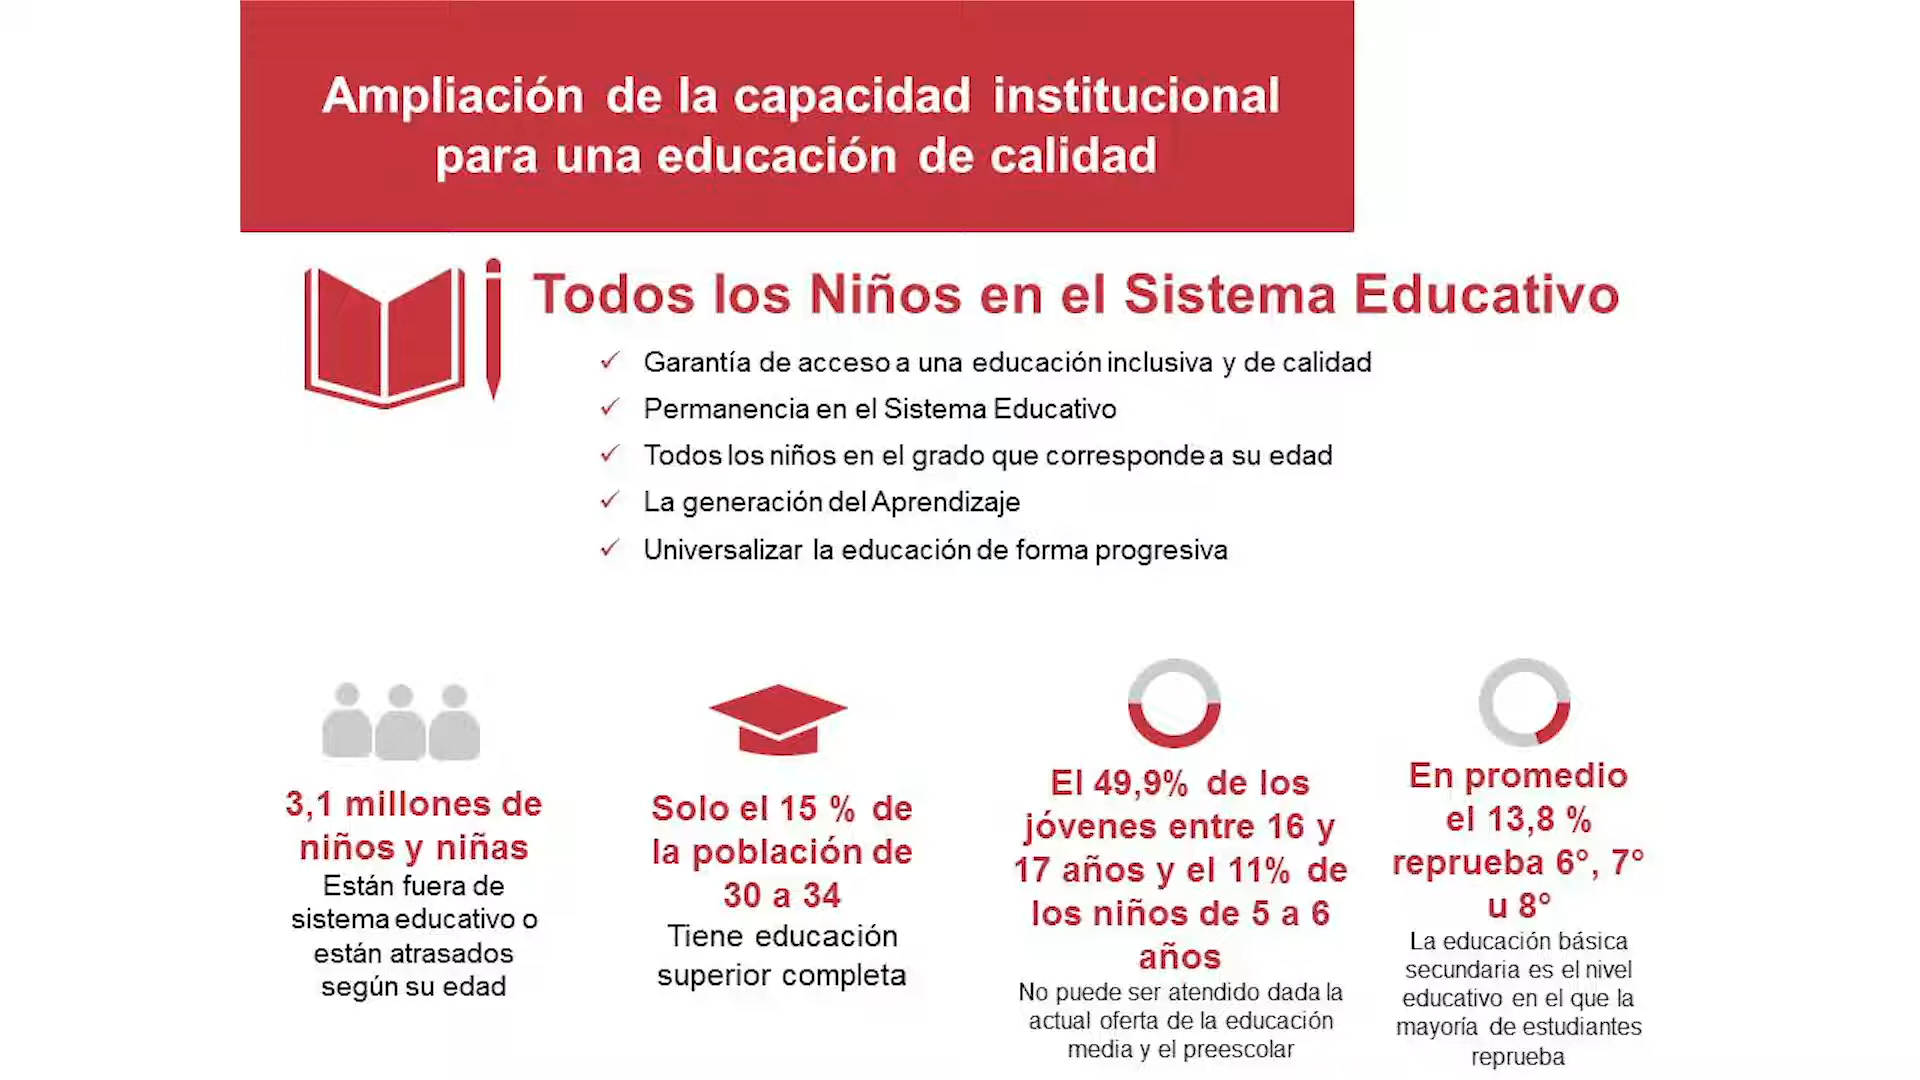 Ampliación de la capacidad institucional
para una educación de calidad
Todos los Niños en el Sistema Educativo
✓ Garantía de acceso a una educación inclusiva y de calidad
✓ Permanencia en el Sistema Educativo
✓ Todos los niños en el grado que corresponde a su edad
✓ La generación del Aprendizaje
✓ Universalizar la educación de forma progresiva
3,1 millones de
niños y niñas
Están fuera de
sistema educativo o
están atrasados
según su edad
Solo el 15 % de
la población de
30 a 34
Tiene educación
superior completa
El 49,9% de los
jóvenes entre 16 y
17 años y el 11% de
los niños de 5 a 6
años
No puede ser atendido dada la
actual oferta de la educación
media y el preescolar
En promedio
el 13,8 %
reprueba 6°, 7°
u 8°
La educación básica
secundaria es el nivel
educativo en el que la
mayoría de estudiantes
reprueba